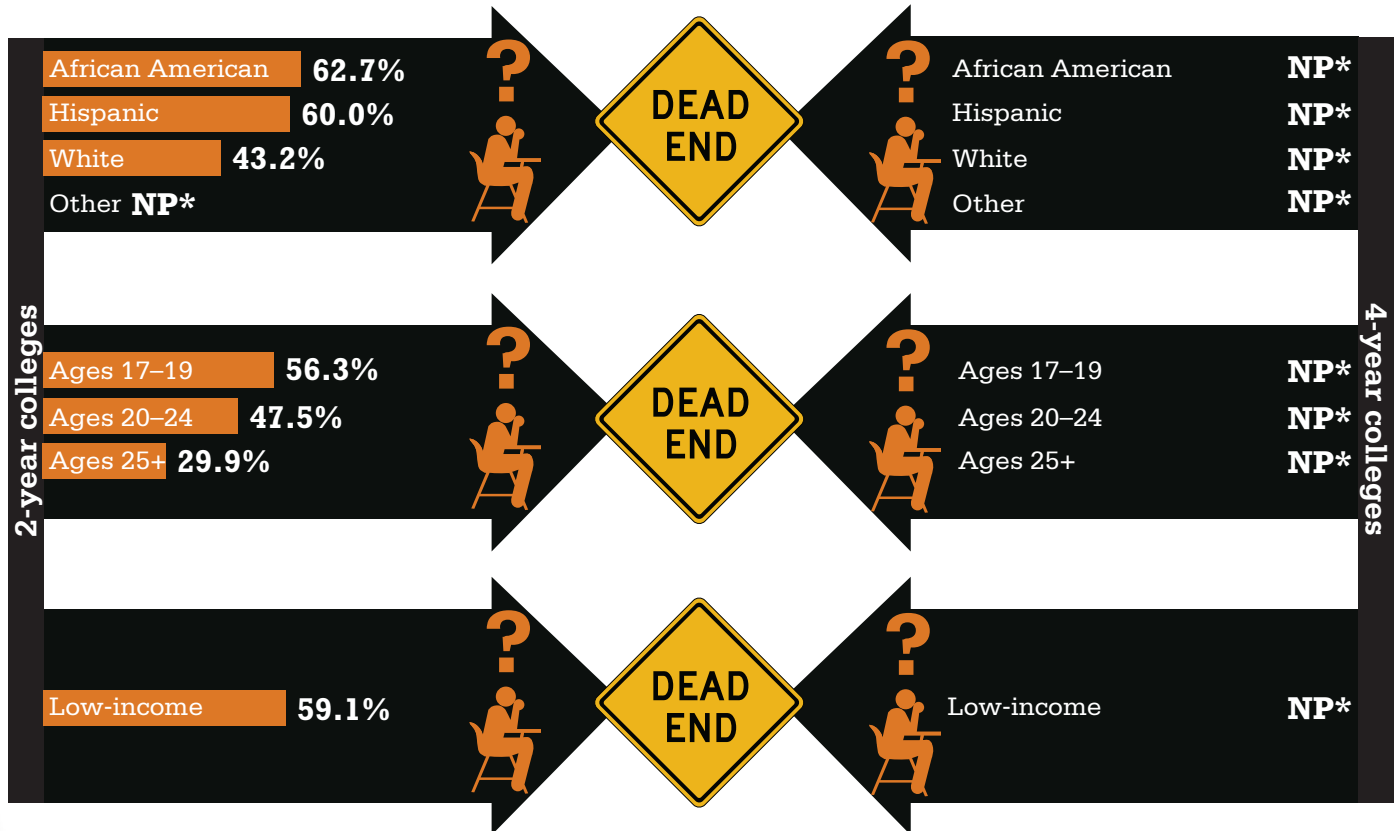 2-year colleges
African American 62.7%
Hispanic 60.0%
White 43.2%
Other NP*
?
DEAD
END
?
African American NP*
Hispanic NP*
White NP*
Other NP*
Ages 17–19 56.3%
Ages 20–24 47.5%
Ages 25+ 29.9%
?
DEAD
END
?
Ages 17–19 NP*
Ages 20–24 NP*
Ages 25+ NP*
Low-income 59.1%
?
DEAD
END
?
Low-income NP*
4-year colleges